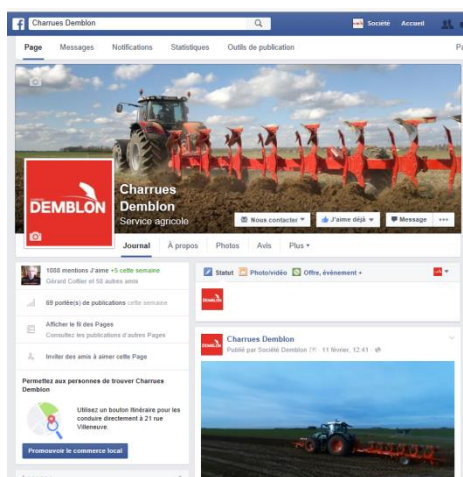 Charrues Demblon
Société Accueil
Page Messages Notifications Statistiques Outils de publication
DEMBLON
Charrues
Demblon
Service agricole
Nous contacter J'aime déjà Message
Journal À propos Photos Avis Plus
1088 mentions J'aime +5 cette semaine
Gérard Collier et 58 autres amis
69 portée(s) de publications cette semaine
Afficher le fil des Pages
Consultez les publications d'autres Pages
Inviter des amis à aimer cette Page
Permettez aux personnes de trouver Charrues
Demblon
Utilisez un bouton Itinéraire pour les
conduire directement à 21 rue
Villeneuve.
Promouvoir le commerce local
Statut Photo/vidéo Offre, évènement +
DEMBLON
Charrues Demblon
Publié par Société Demblon [?] · 11 février, 12:41